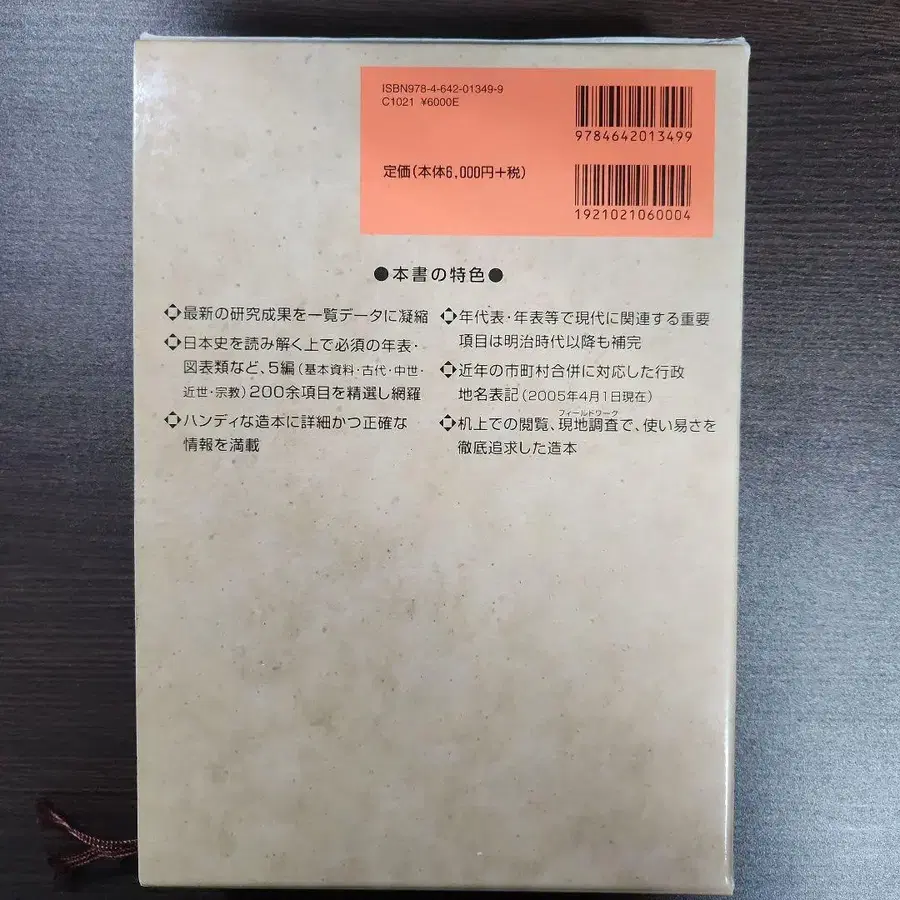 ISBN978-4-642-01349-9
C1021 ¥6000E
9784642013499
定価(本体6,000円+税)
1921021060004
●本書の特色●
最新の研究成果を一覧データに凝縮
日本史を読み解く上で必須の年表・
図表類など、5編(基本資料・古代・中世・
近世・宗教)200余項目を精選し網羅
ハンディな造本に詳細かつ正確な
情報を満載
年代表・年表等で現代に関連する重要
項目は明治時代以降も補完
近年の市町村合併に対応した行政
地名表記(2005年4月1日現在)
フィールドワーク
机上での閲覧、現地調査で、使い易さを
徹底追求した造本